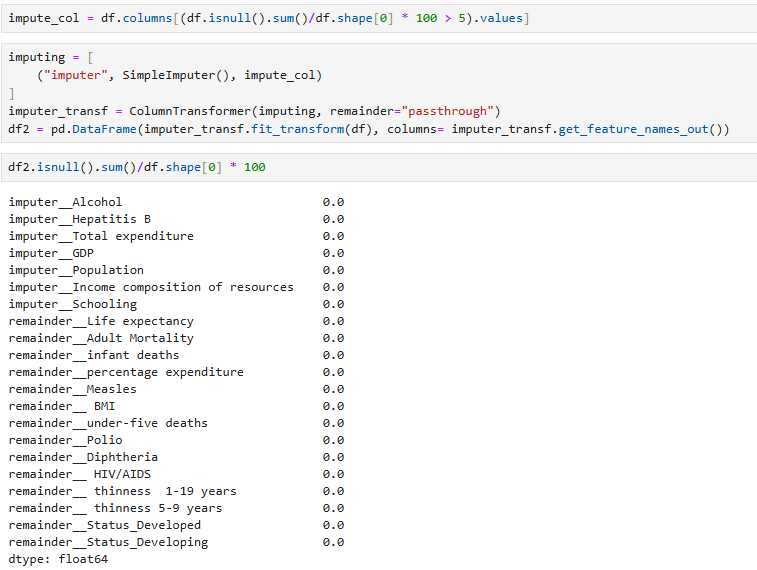 impute_col = df.columns[(df.isnull().sum()/df.shape[0] * 100 > 5).values]
imputing = [
    ("imputer", SimpleImputer(), impute_col)
]
imputer_transf = ColumnTransformer(imputing, remainder="passthrough")
df2 = pd.DataFrame(imputer_transf.fit_transform(df), columns= imputer_transf.get_feature_names_out())
df2.isnull().sum()/df.shape[0] * 100
imputer__Alcohol                            0.0
imputer__Hepatitis B                        0.0
imputer__Total expenditure                  0.0
imputer__GDP                                0.0
imputer__Population                         0.0
imputer__Income composition of resources    0.0
imputer__Schooling                          0.0
remainder__Life expectancy                  0.0
remainder__Adult Mortality                  0.0
remainder__infant deaths                    0.0
remainder__percentage expenditure           0.0
remainder__Measles                          0.0
remainder__ BMI                             0.0
remainder__under-five deaths                0.0
remainder__Polio                            0.0
remainder__Diphtheria                       0.0
remainder__ HIV/AIDS                        0.0
remainder__ thinness  1-19 years            0.0
remainder__ thinness 5-9 years              0.0
remainder__Status_Developed                 0.0
remainder__Status_Developing                0.0
dtype: float64